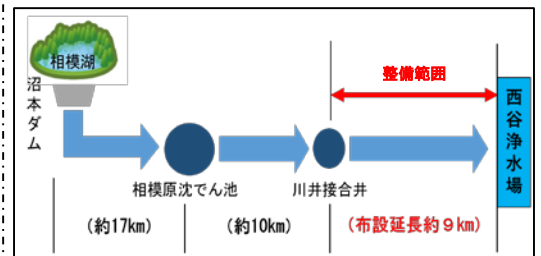 相模湖
沼本ダム
整備範囲
西谷浄水場
相模原沈でん池
川井接合井
(約17km)
(約10km)
(布設延長約９km)